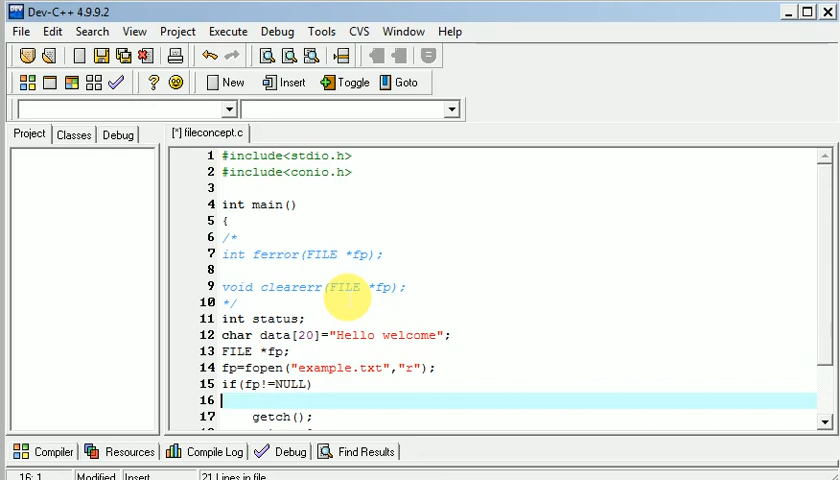 Dev-C++ 4.9.9.2
File Edit Search View Project Execute Debug Tools CVS Window Help
New Insert Toggle Goto
Project Classes Debug [*] fileconcept.c
1 #include<stdio.h>
2 #include<conio.h>
3
4 int main()
5 {
6 /*
7 int ferror(FILE *fp);
8
9 void clearerr(FILE *fp);
10 */
11 int status;
12 char data[20]="Hello welcome";
13 FILE *fp;
14 fp=fopen("example.txt","r");
15 if(fp!=NULL)
16
17 getch();
Compiler Resources Compile Log Debug Find Results
16: 1 Modified Insert 21 Lines in file